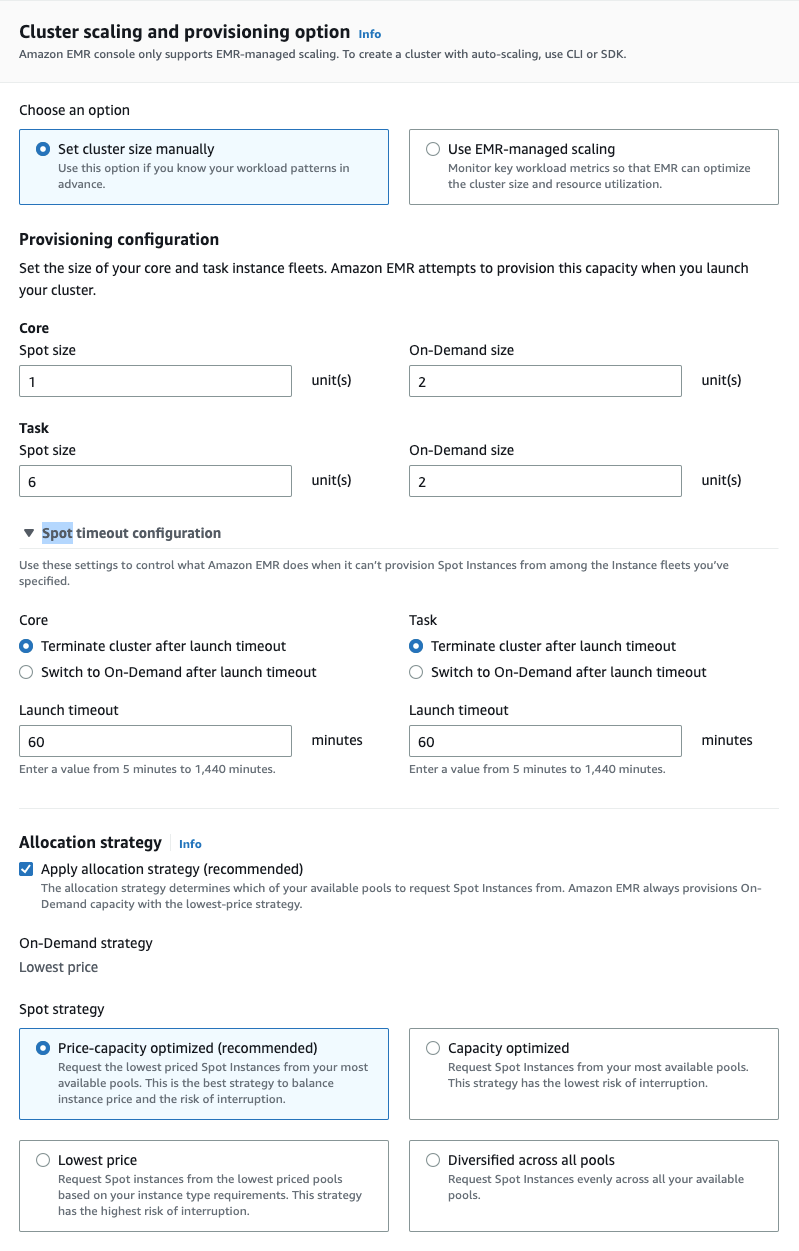 Cluster scaling and provisioning option Info
Amazon EMR console only supports EMR-managed scaling. To create a cluster with auto-scaling, use CLI or SDK.
Choose an option
Set cluster size manually
Use this option if you know your workload patterns in
advance.
Use EMR-managed scaling
Monitor key workload metrics so that EMR can optimize
the cluster size and resource utilization.
Provisioning configuration
Set the size of your core and task instance fleets. Amazon EMR attempts to provision this capacity when you launch
your cluster.
Core
Spot size
1 unit(s)
On-Demand size
2 unit(s)
Task
Spot size
6 unit(s)
On-Demand size
2 unit(s)
Spot timeout configuration
Use these settings to control what Amazon EMR does when it can't provision Spot Instances from among the Instance fleets you've
specified.
Core
Terminate cluster after launch timeout
Switch to On-Demand after launch timeout
Launch timeout
60 minutes
Enter a value from 5 minutes to 1,440 minutes.
Task
Terminate cluster after launch timeout
Switch to On-Demand after launch timeout
Launch timeout
60 minutes
Enter a value from 5 minutes to 1,440 minutes.
Allocation strategy Info
Apply allocation strategy (recommended)
The allocation strategy determines which of your available pools to request Spot Instances from. Amazon EMR always provisions On-
Demand capacity with the lowest-price strategy.
On-Demand strategy
Lowest price
Spot strategy
Price-capacity optimized (recommended)
Request the lowest priced Spot Instances from your most
available pools. This is the best strategy to balance
instance price and the risk of interruption.
Capacity optimized
Request Spot Instances from your most available pools.
This strategy has the lowest risk of interruption.
Lowest price
Request Spot instances from the lowest priced pools
based on your instance type requirements. This strategy
has the highest risk of interruption.
Diversified across all pools
Request Spot Instances evenly across all your available
pools.